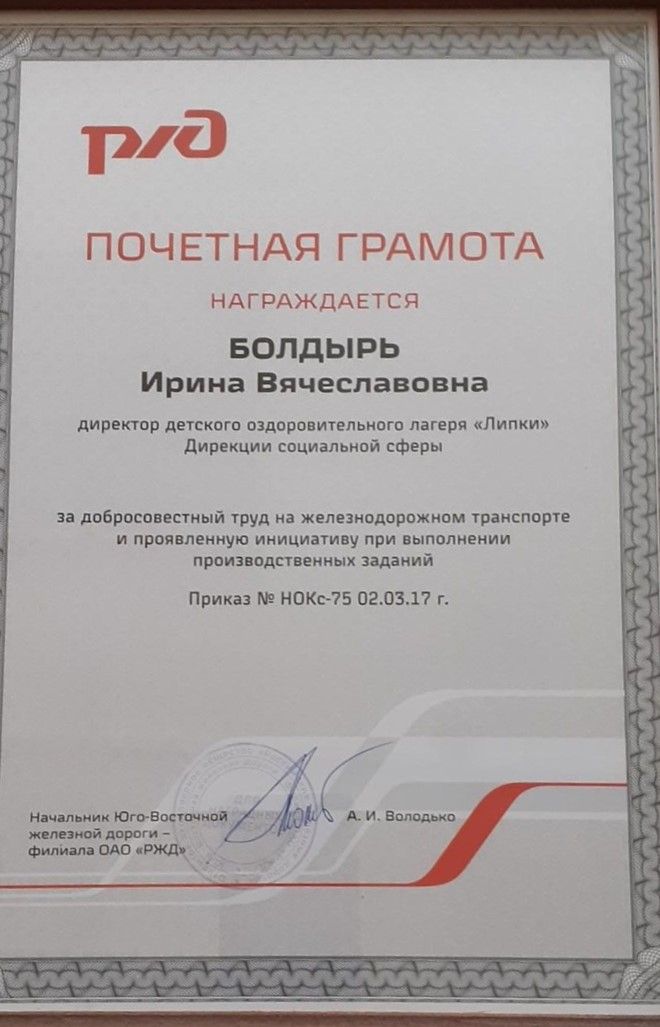 ржд
ПОЧЕТНАЯ ГРАМОТА
НАГРАЖДАЕТСЯ
БОЛДЫРЬ
Ирина Вячеславовна
директор детского оздоровительного лагеря «Липки»
Дирекции социальной сферы
за добросовестный труд на железнодорожном транспорте
и проявленную инициативу при выполнении
производственных заданий
Приказ № НОКс-75 02.03.17 г.
Начальник Юго-Восточной
железной дороги –
филиала ОАО «РЖД»
А. И. Володько